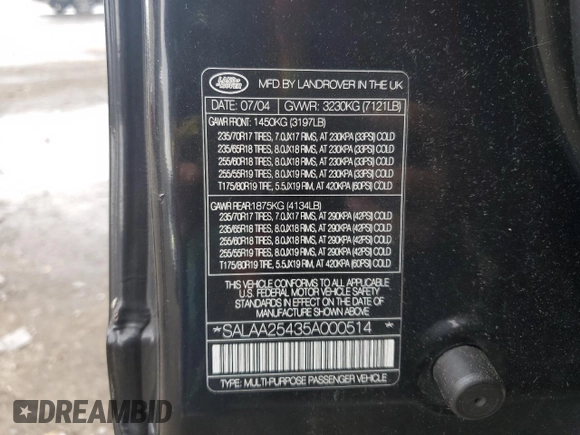 LAND ROVER
MFD. BY LANDROVER IN THE UK
DATE: 07/04 GVWR: 3230KG (7121LB)
GAWR FRONT: 1450KG (3197LB)
235/70R17 TIRES, 7.0JX17 RIMS, AT 230KPA (33PSI) COLD
235/65R18 TIRES, 8.0JX18 RIMS, AT 230KPA (33PSI) COLD
255/60R18 TIRES, 8.0JX18 RIMS, AT 230KPA (33PSI) COLD
255/55R19 TIRES, 8.0JX19 RIMS, AT 230KPA (33PSI) COLD
T175/80R19 TIRE, 5.5JX19 RIM, AT 420KPA (60PSI) COLD
GAWR REAR:1875KG (4134LB)
235/70R17 TIRES, 7.0JX17 RIMS, AT 290KPA (42PSI) COLD
235/65R18 TIRES, 8.0JX18 RIMS, AT 290KPA (42PSI) COLD
255/60R18 TIRES, 8.0JX18 RIMS, AT 290KPA (42PSI) COLD
255/55R19 TIRES, 8.0JX19 RIMS, AT 290KPA (42PSI) COLD
T175/80R19 TIRE, 5.5JX19 RIM, AT 420KPA (60PSI) COLD
THIS VEHICLE CONFORMS TO ALL APPLICABLE
U.S. FEDERAL MOTOR VEHICLE SAFETY
STANDARDS IN EFFECT ON THE DATE OF
MANUFACTURE SHOWN ABOVE
*SALAA25435A000514 *
TYPE: MULTI-PURPOSE PASSENGER VEHICLE
DREAMBID